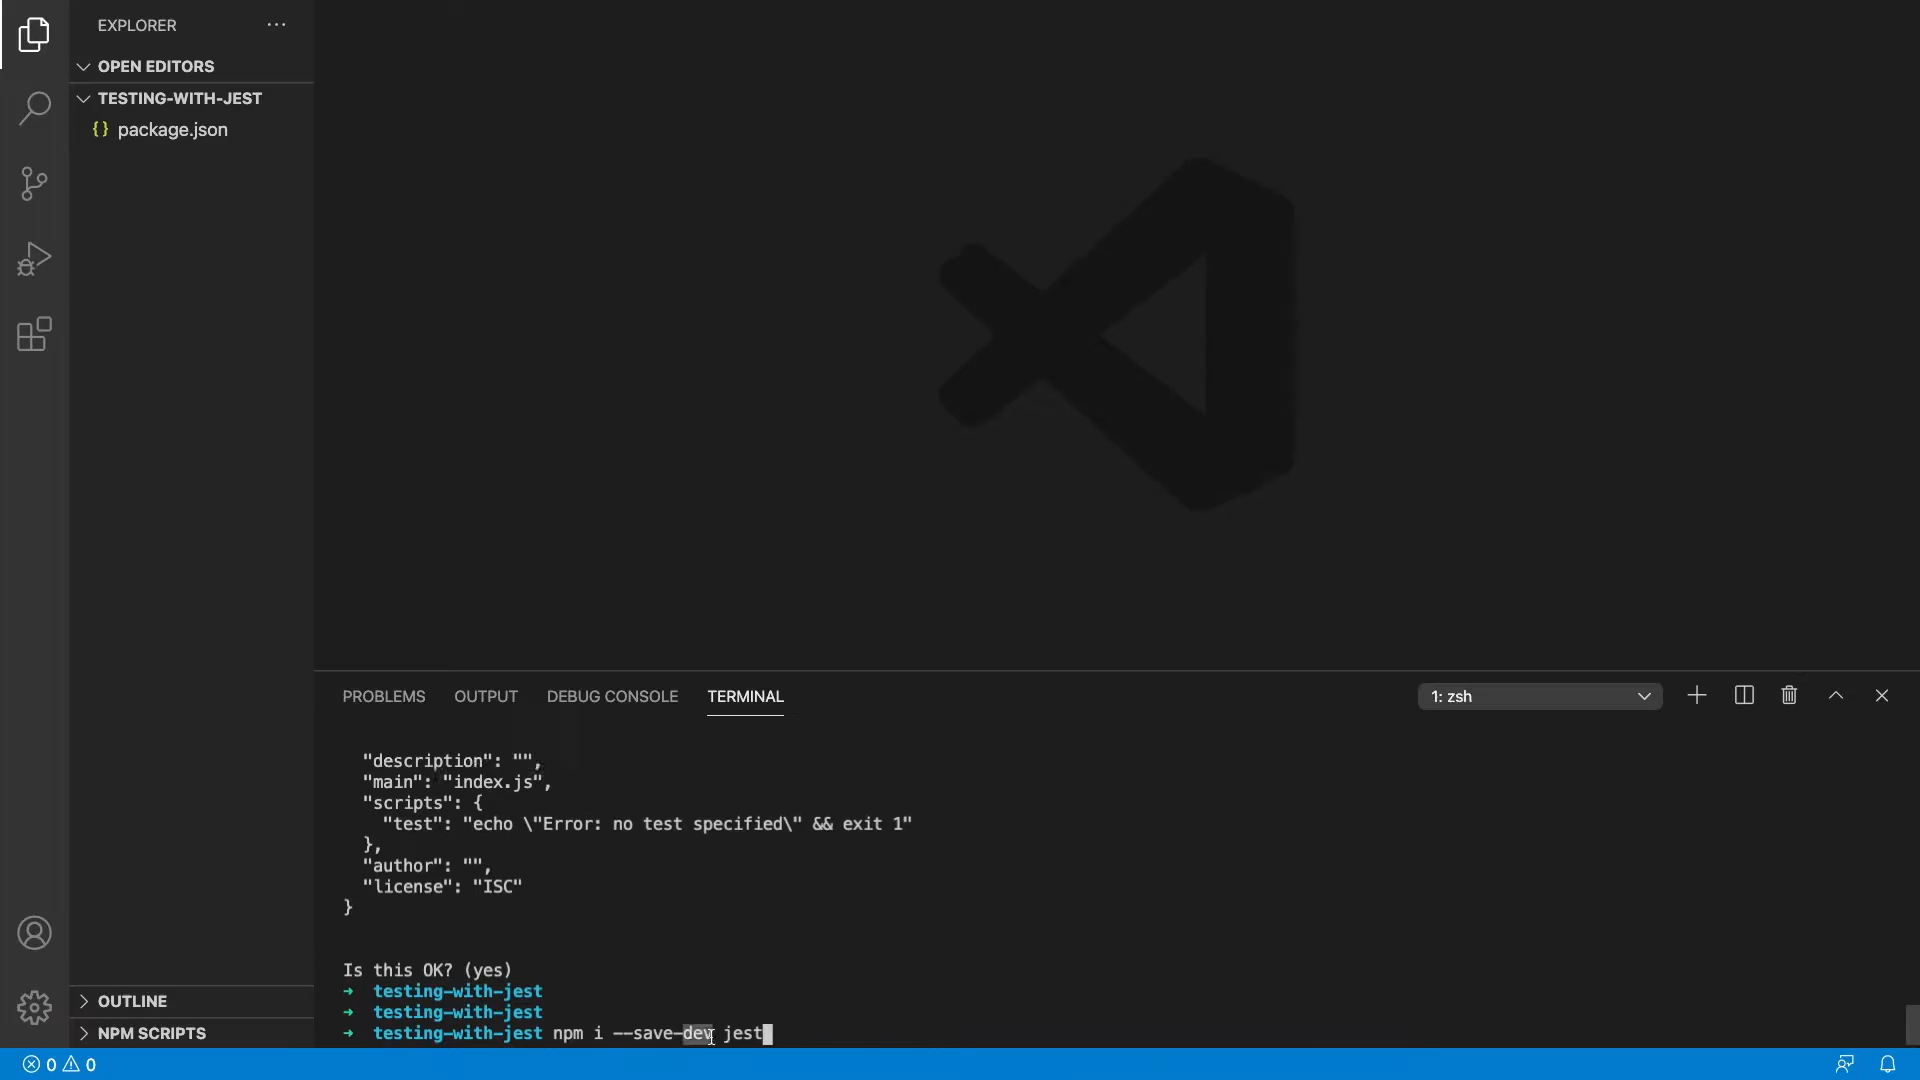 EXPLORER
OPEN EDITORS
TESTING-WITH-JEST
{} package.json
OUTLINE
NPM SCRIPTS
PROBLEMS OUTPUT DEBUG CONSOLE TERMINAL
1: zsh
"description": "",
"main": "index.js",
"scripts": {
"test": "echo \"Error: no test specified\" && exit 1"
},
"author": "",
"license": "ISC"
}
Is this OK? (yes)
➜ testing-with-jest
➜ testing-with-jest
➜ testing-with-jest npm i --save-dev jest
0 0